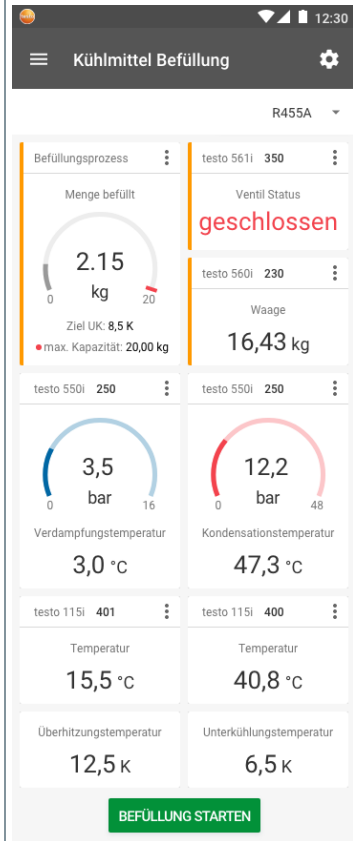 testo
12:30
Kühlmittel Befüllung
R455A
Befüllungsprozess
Menge befüllt
2.15
kg
0 20
Ziel UK: 8,5 K
max. Kapazität: 20,00 kg
testo 561i 350
Ventil Status
geschlossen
testo 560i 230
Waage
16,43 kg
testo 550i 250
3,5
bar
0 16
Verdampfungstemperatur
3,0 °C
testo 550i 250
12,2
bar
0 48
Kondensationstemperatur
47,3 °C
testo 115i 401
Temperatur
15,5 °C
testo 115i 400
Temperatur
40,8 °C
Überhitzungstemperatur
12,5 K
Unterkühlungstemperatur
6,5 K
BEFÜLLUNG STARTEN